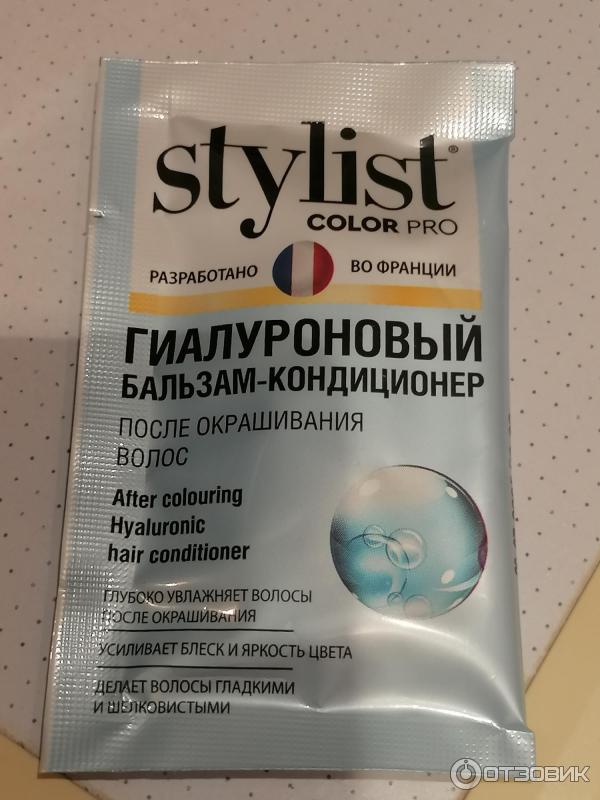 stylist®
COLOR PRO
РАЗРАБОТАНО ВО ФРАНЦИИ
ГИАЛУРОНОВЫЙ
БАЛЬЗАМ-КОНДИЦИОНЕР
ПОСЛЕ ОКРАШИВАНИЯ
ВОЛОС
After colouring
Hyaluronic
hair conditioner
ГЛУБОКО УВЛАЖНЯЕТ ВОЛОСЫ
ПОСЛЕ ОКРАШИВАНИЯ
УСИЛИВАЕТ БЛЕСК И ЯРКОСТЬ ЦВЕТА
ДЕЛАЕТ ВОЛОСЫ ГЛАДКИМИ
И ШЕЛКОВИСТЫМИ
ОТЗОВИК